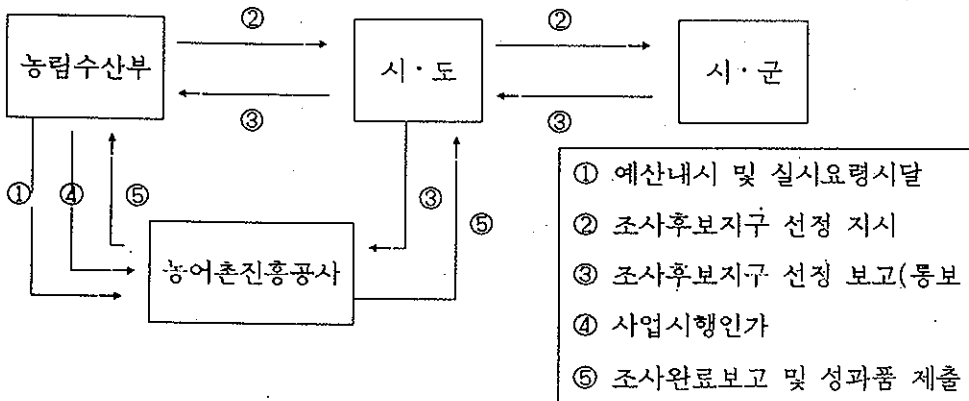 ② ②
농림수산부 시·도 시·군
③ ③
① ④ ⑤ ③ ⑤
농어촌진흥공사
① 예산내시 및 실시요령시달
② 조사후보지구 선정 지시
③ 조사후보지구 선정 보고(통보
④ 사업시행인가
⑤ 조사완료보고 및 성과품 제출